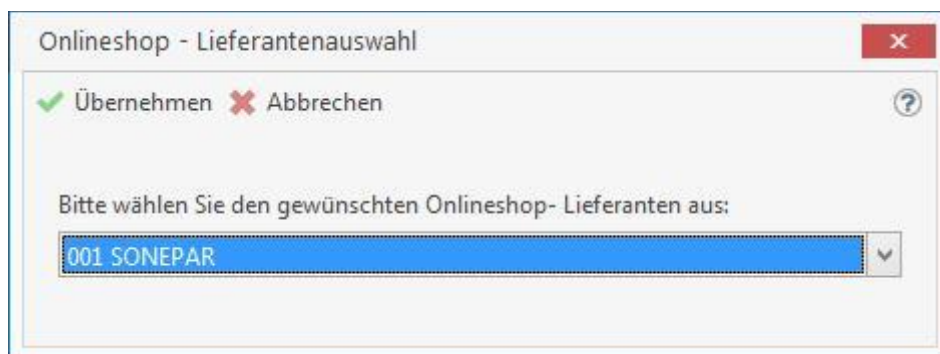 Onlineshop - Lieferantenauswahl
Übernehmen Abbrechen
Bitte wählen Sie den gewünschten Onlineshop- Lieferanten aus:
001 SONEPAR